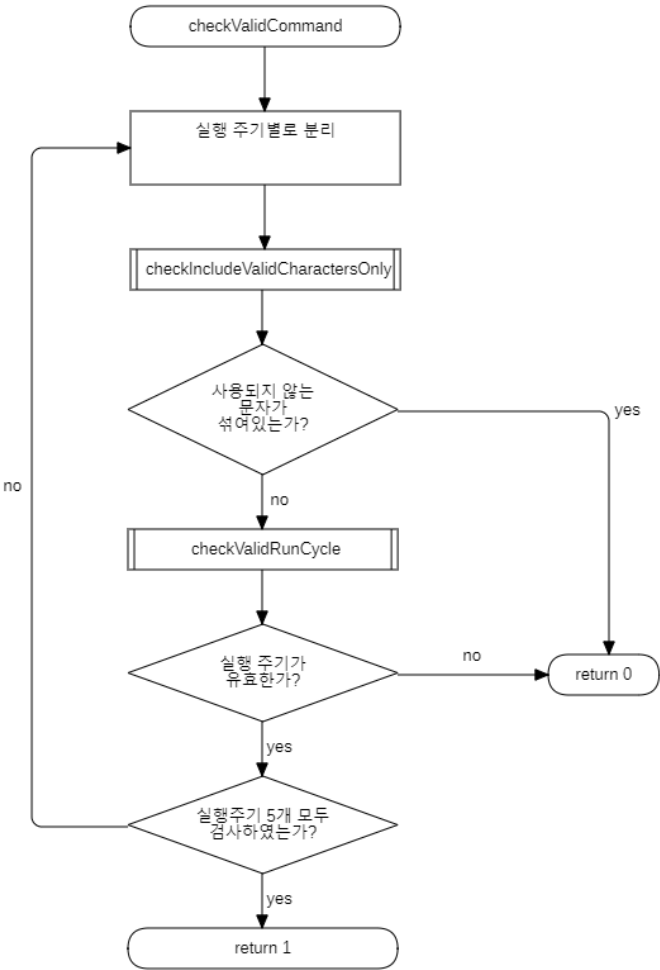 checkValidCommand
실행 주기별로 분리
checkIncludeValidCharactersOnly
사용되지 않는
문자가
섞여있는가?
yes
no
no
checkValidRunCycle
실행 주기가
유효한가?
no
return 0
yes
실행주기 5개 모두
검사하였는가?
yes
return 1